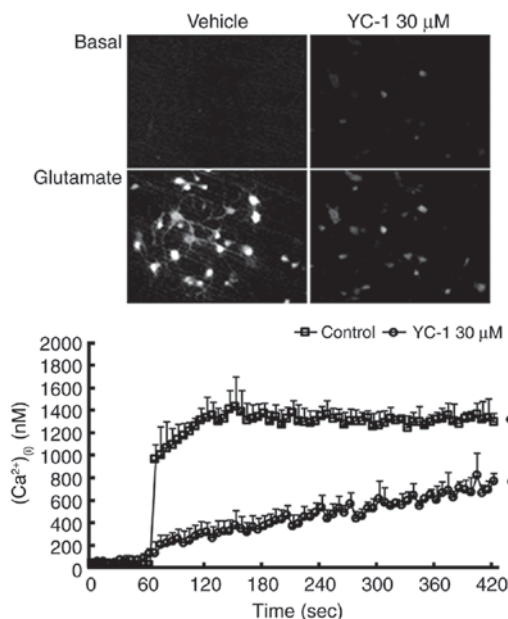 Vehicle YC-1 30 μM
Basal
Glutamate
Control YC-1 30 μM
(Ca²⁺)₍ᵢ₎ (nM)
2000
1800
1600
1400
1200
1000
800
600
400
200
0
0 60 120 180 240 300 360 420
Time (sec)